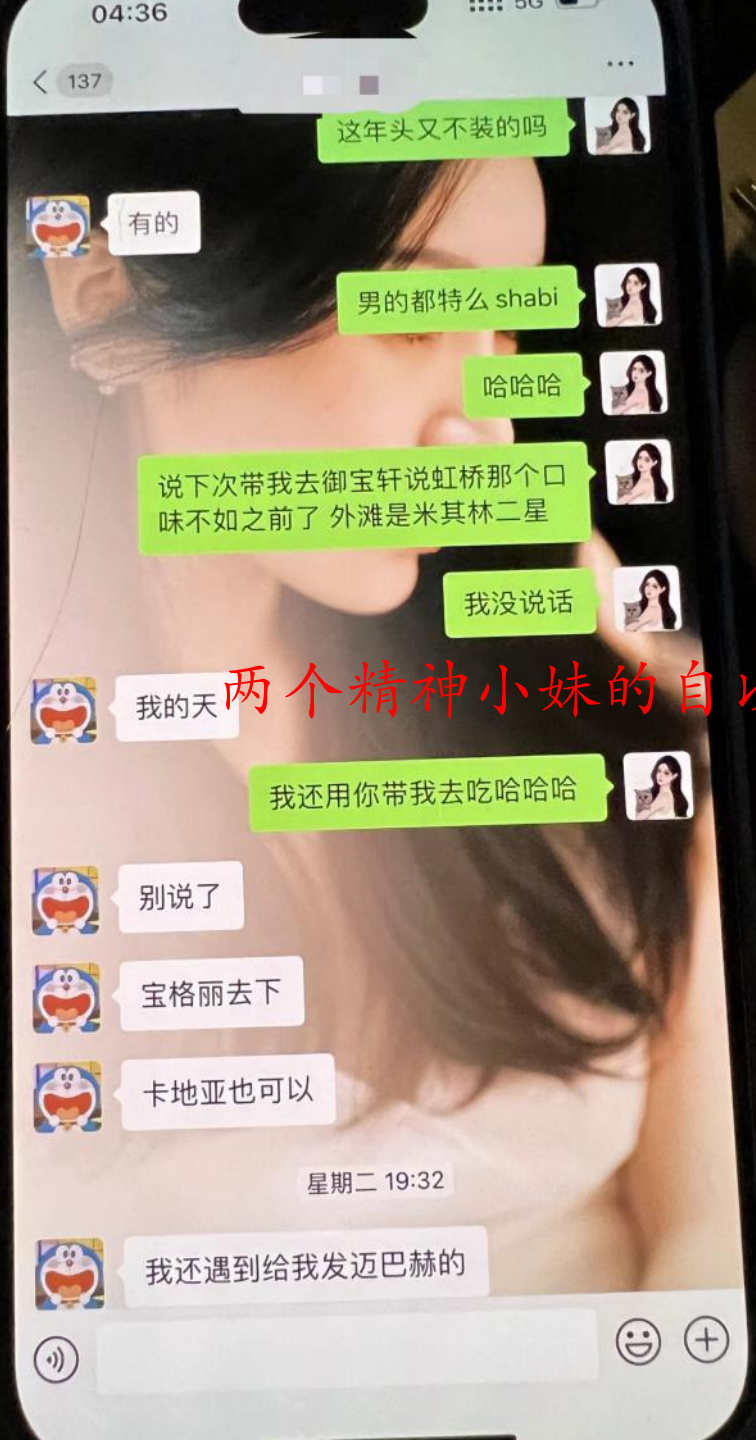 04:36
5G
137
这年头又不装的吗
有的
男的都特么 shabi
哈哈哈
说下次带我去御宝轩说虹桥那个口
味不如之前了 外滩是米其林二星
我没说话
我的天
两个精神小妹的自
我还用你带我去吃哈哈哈
别说了
宝格丽去下
卡地亚也可以
星期二 19:32
我还遇到给我发迈巴赫的